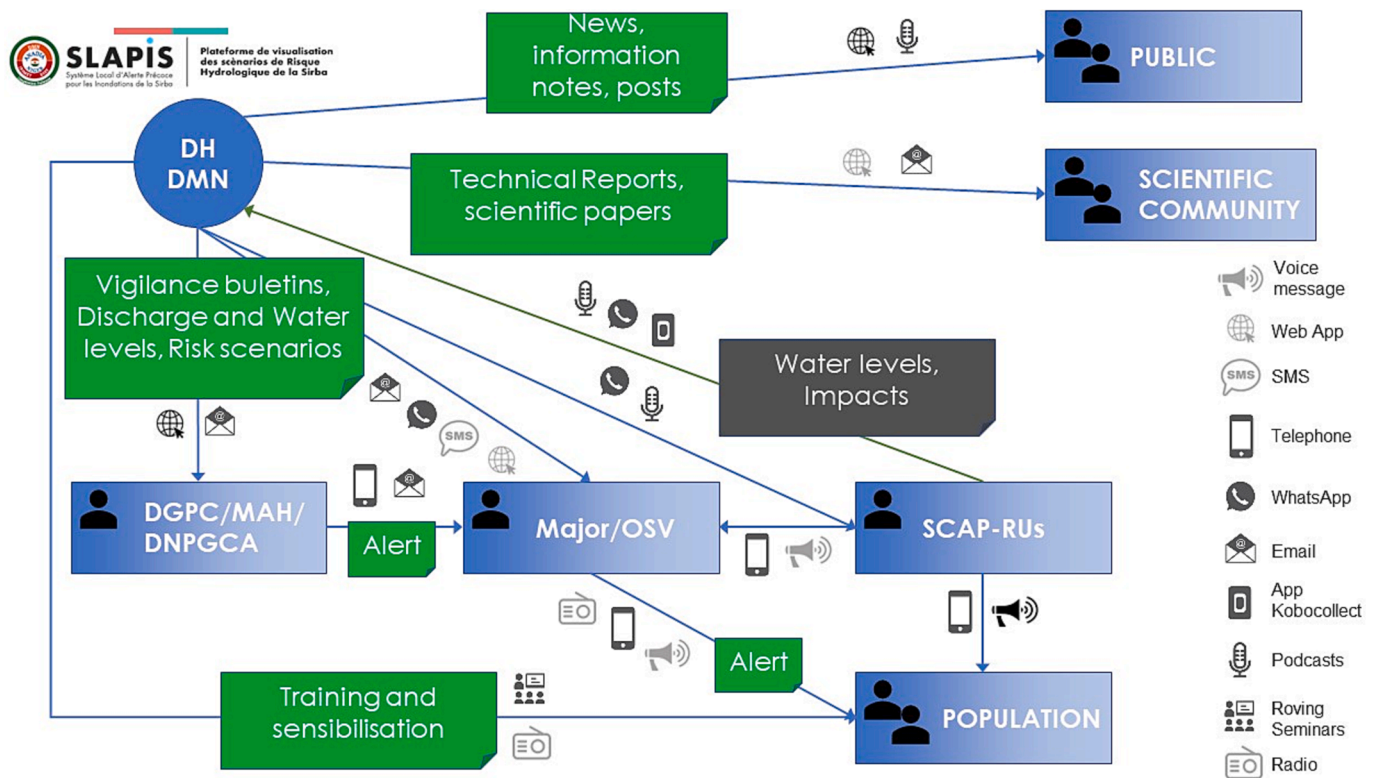 SLAPIS
Système Local d'Alerte Précoce
pour les Inondations de la Sirba
Plateforme de visualisation
des scènarios de Risque
Hydrologique de la Sirba
News,
information
notes, posts
PUBLIC
DH
DMN
Technical Reports,
scientific papers
SCIENTIFIC
COMMUNITY
Vigilance buletins,
Discharge and Water
levels, Risk scenarios
Water levels,
Impacts
SMS
DGPC/MAH/
DNPGCA
Alert
Major/OSV
SCAP-RUs
Alert
Training and
sensibilisation
POPULATION
Voice
message
Web App
SMS
SMS
Telephone
WhatsApp
Email
App
Kobocollect
Podcasts
Roving
Seminars
Radio